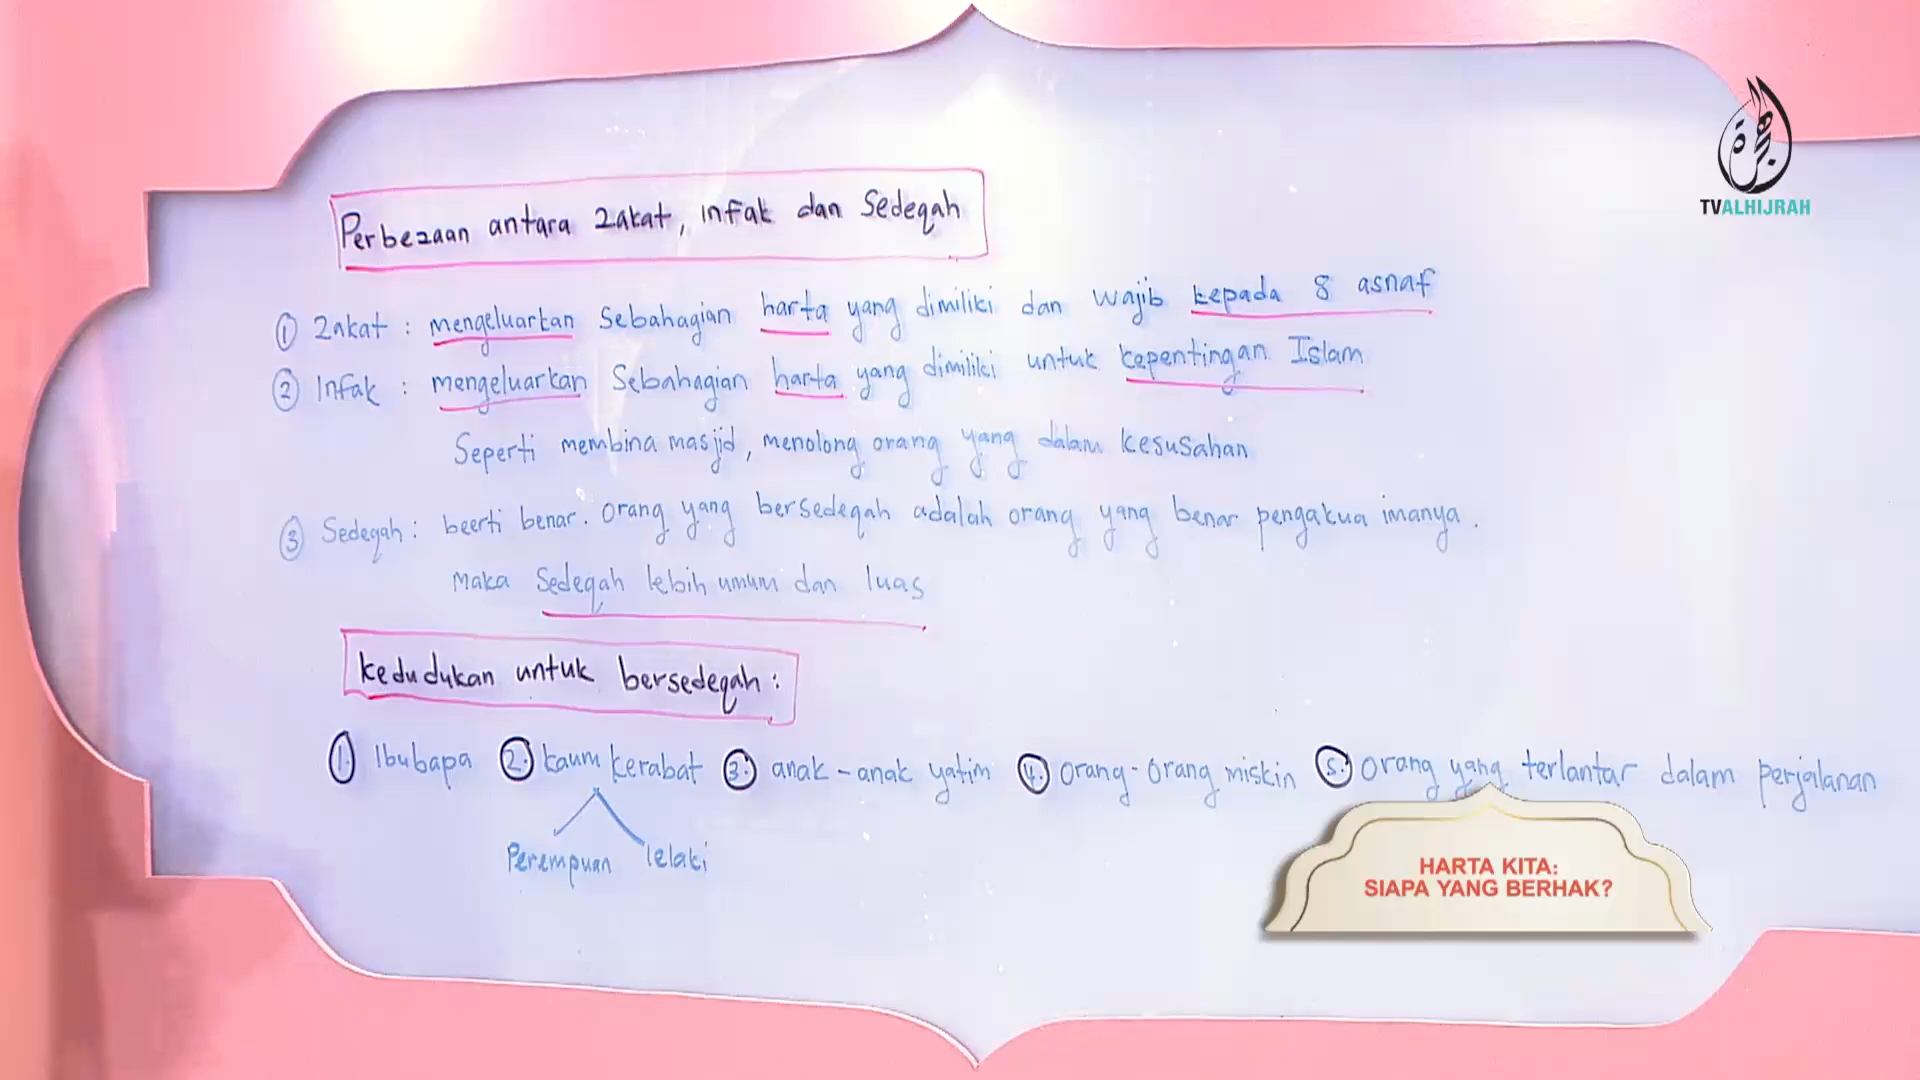 Perbezaan antara zakat, infak dan Sedeqah
① Zakat : mengeluarkan Sebahagian harta yang dimiliki dan wajib kepada 8 asnaf
② Infak : mengeluarkan Sebahagian harta yang dimiliki untuk kepentingan Islam
Seperti membina masjid, menolong orang yang dalam kesusahan
③ Sedeqah : beerti benar. orang yang bersedeqah adalah orang yang benar pengakua imanya.
Maka Sedeqah lebih umum dan luas
Kedudukan untuk bersedeqah :
1. Ibubapa 2. kaum kerabat 3. anak-anak yatim 4. orang-orang miskin 5. orang yang terlantar dalam perjalanan
Perempuan lelaki
هجرة
TVALHIJRAH
HARTA KITA:
SIAPA YANG BERHAK?